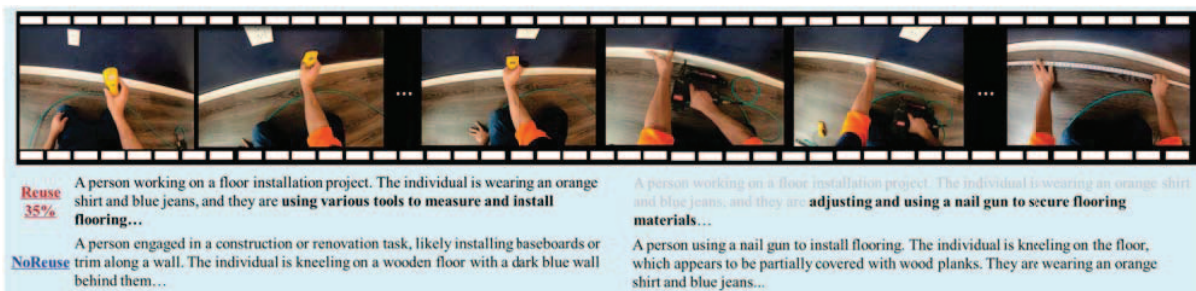 ...
...
Reuse
35%
A person working on a floor installation project. The individual is wearing an orange
shirt and blue jeans, and they are using various tools to measure and install
flooring…
A person working on a floor installation project. The individual is wearing an orange shirt
and blue jeans, and they are adjusting and using a nail gun to secure flooring
materials…
NoReuse
A person engaged in a construction or renovation task, likely installing baseboards or
trim along a wall. The individual is kneeling on a wooden floor with a dark blue wall
behind them…
A person using a nail gun to install flooring. The individual is kneeling on the floor,
which appears to be partially covered with wood planks. They are wearing an orange
shirt and blue jeans...